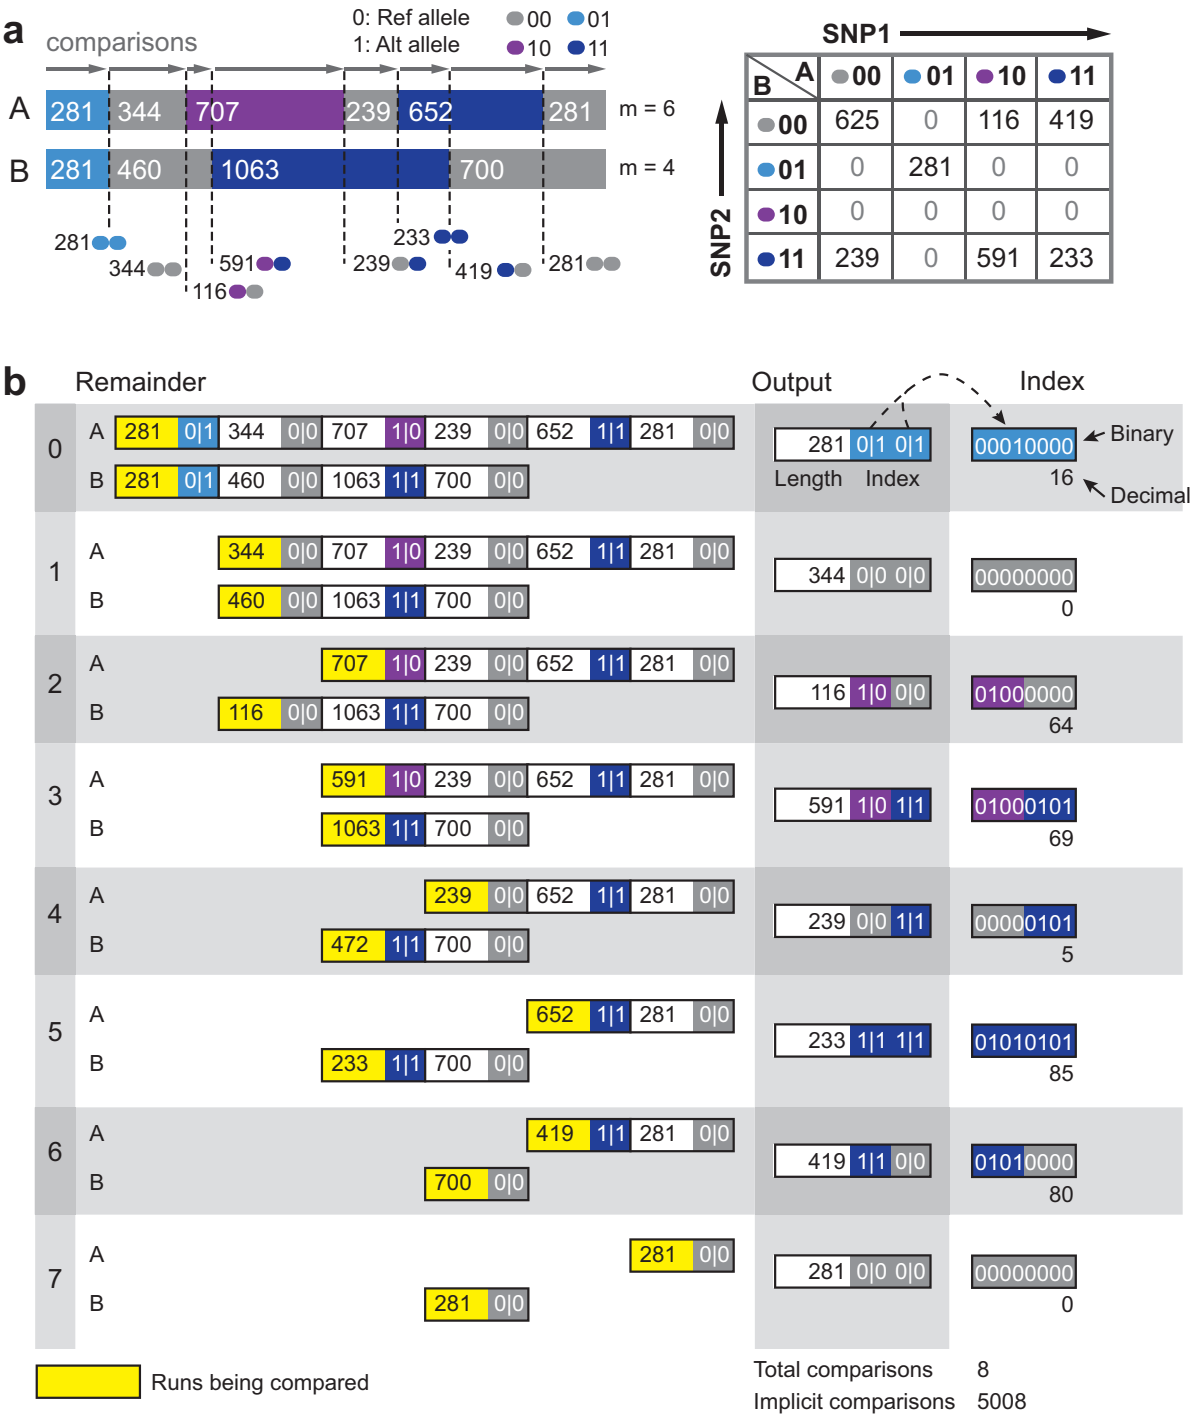 a
comparisons
0: Ref allele
1: Alt allele
00 01
10 11
A 281 344 707 239 652 281 m = 6
B 281 460 1063 700 m = 4
281
344
116
591
239
233
419
281
SNP1
SNP2
B A 00 01 10 11
00 625 0 116 419
01 0 281 0 0
10 0 0 0 0
11 239 0 591 233
b Remainder Output Index
0
A 281 0|1 344 0|0 707 1|0 239 0|0 652 1|1 281 0|0
B 281 0|1 460 0|0 1063 1|1 700 0|0
281 0|1 0|1
Length Index
00010000 Binary
16 Decimal
1
A 344 0|0 707 1|0 239 0|0 652 1|1 281 0|0
B 460 0|0 1063 1|1 700 0|0
344 0|0 0|0
00000000
0
2
A 707 1|0 239 0|0 652 1|1 281 0|0
B 116 0|0 1063 1|1 700 0|0
116 1|0 0|0
01000000
64
3
A 591 1|0 239 0|0 652 1|1 281 0|0
B 1063 1|1 700 0|0
591 1|0 1|1
01000101
69
4
A 239 0|0 652 1|1 281 0|0
B 472 1|1 700 0|0
239 0|0 1|1
00000101
5
5
A 652 1|1 281 0|0
B 233 1|1 700 0|0
233 1|1 1|1
01010101
85
6
A 419 1|1 281 0|0
B 700 0|0
419 1|1 0|0
01010000
80
7
A 281 0|0
B 281 0|0
281 0|0 0|0
00000000
0
Runs being compared
Total comparisons 8
Implicit comparisons 5008